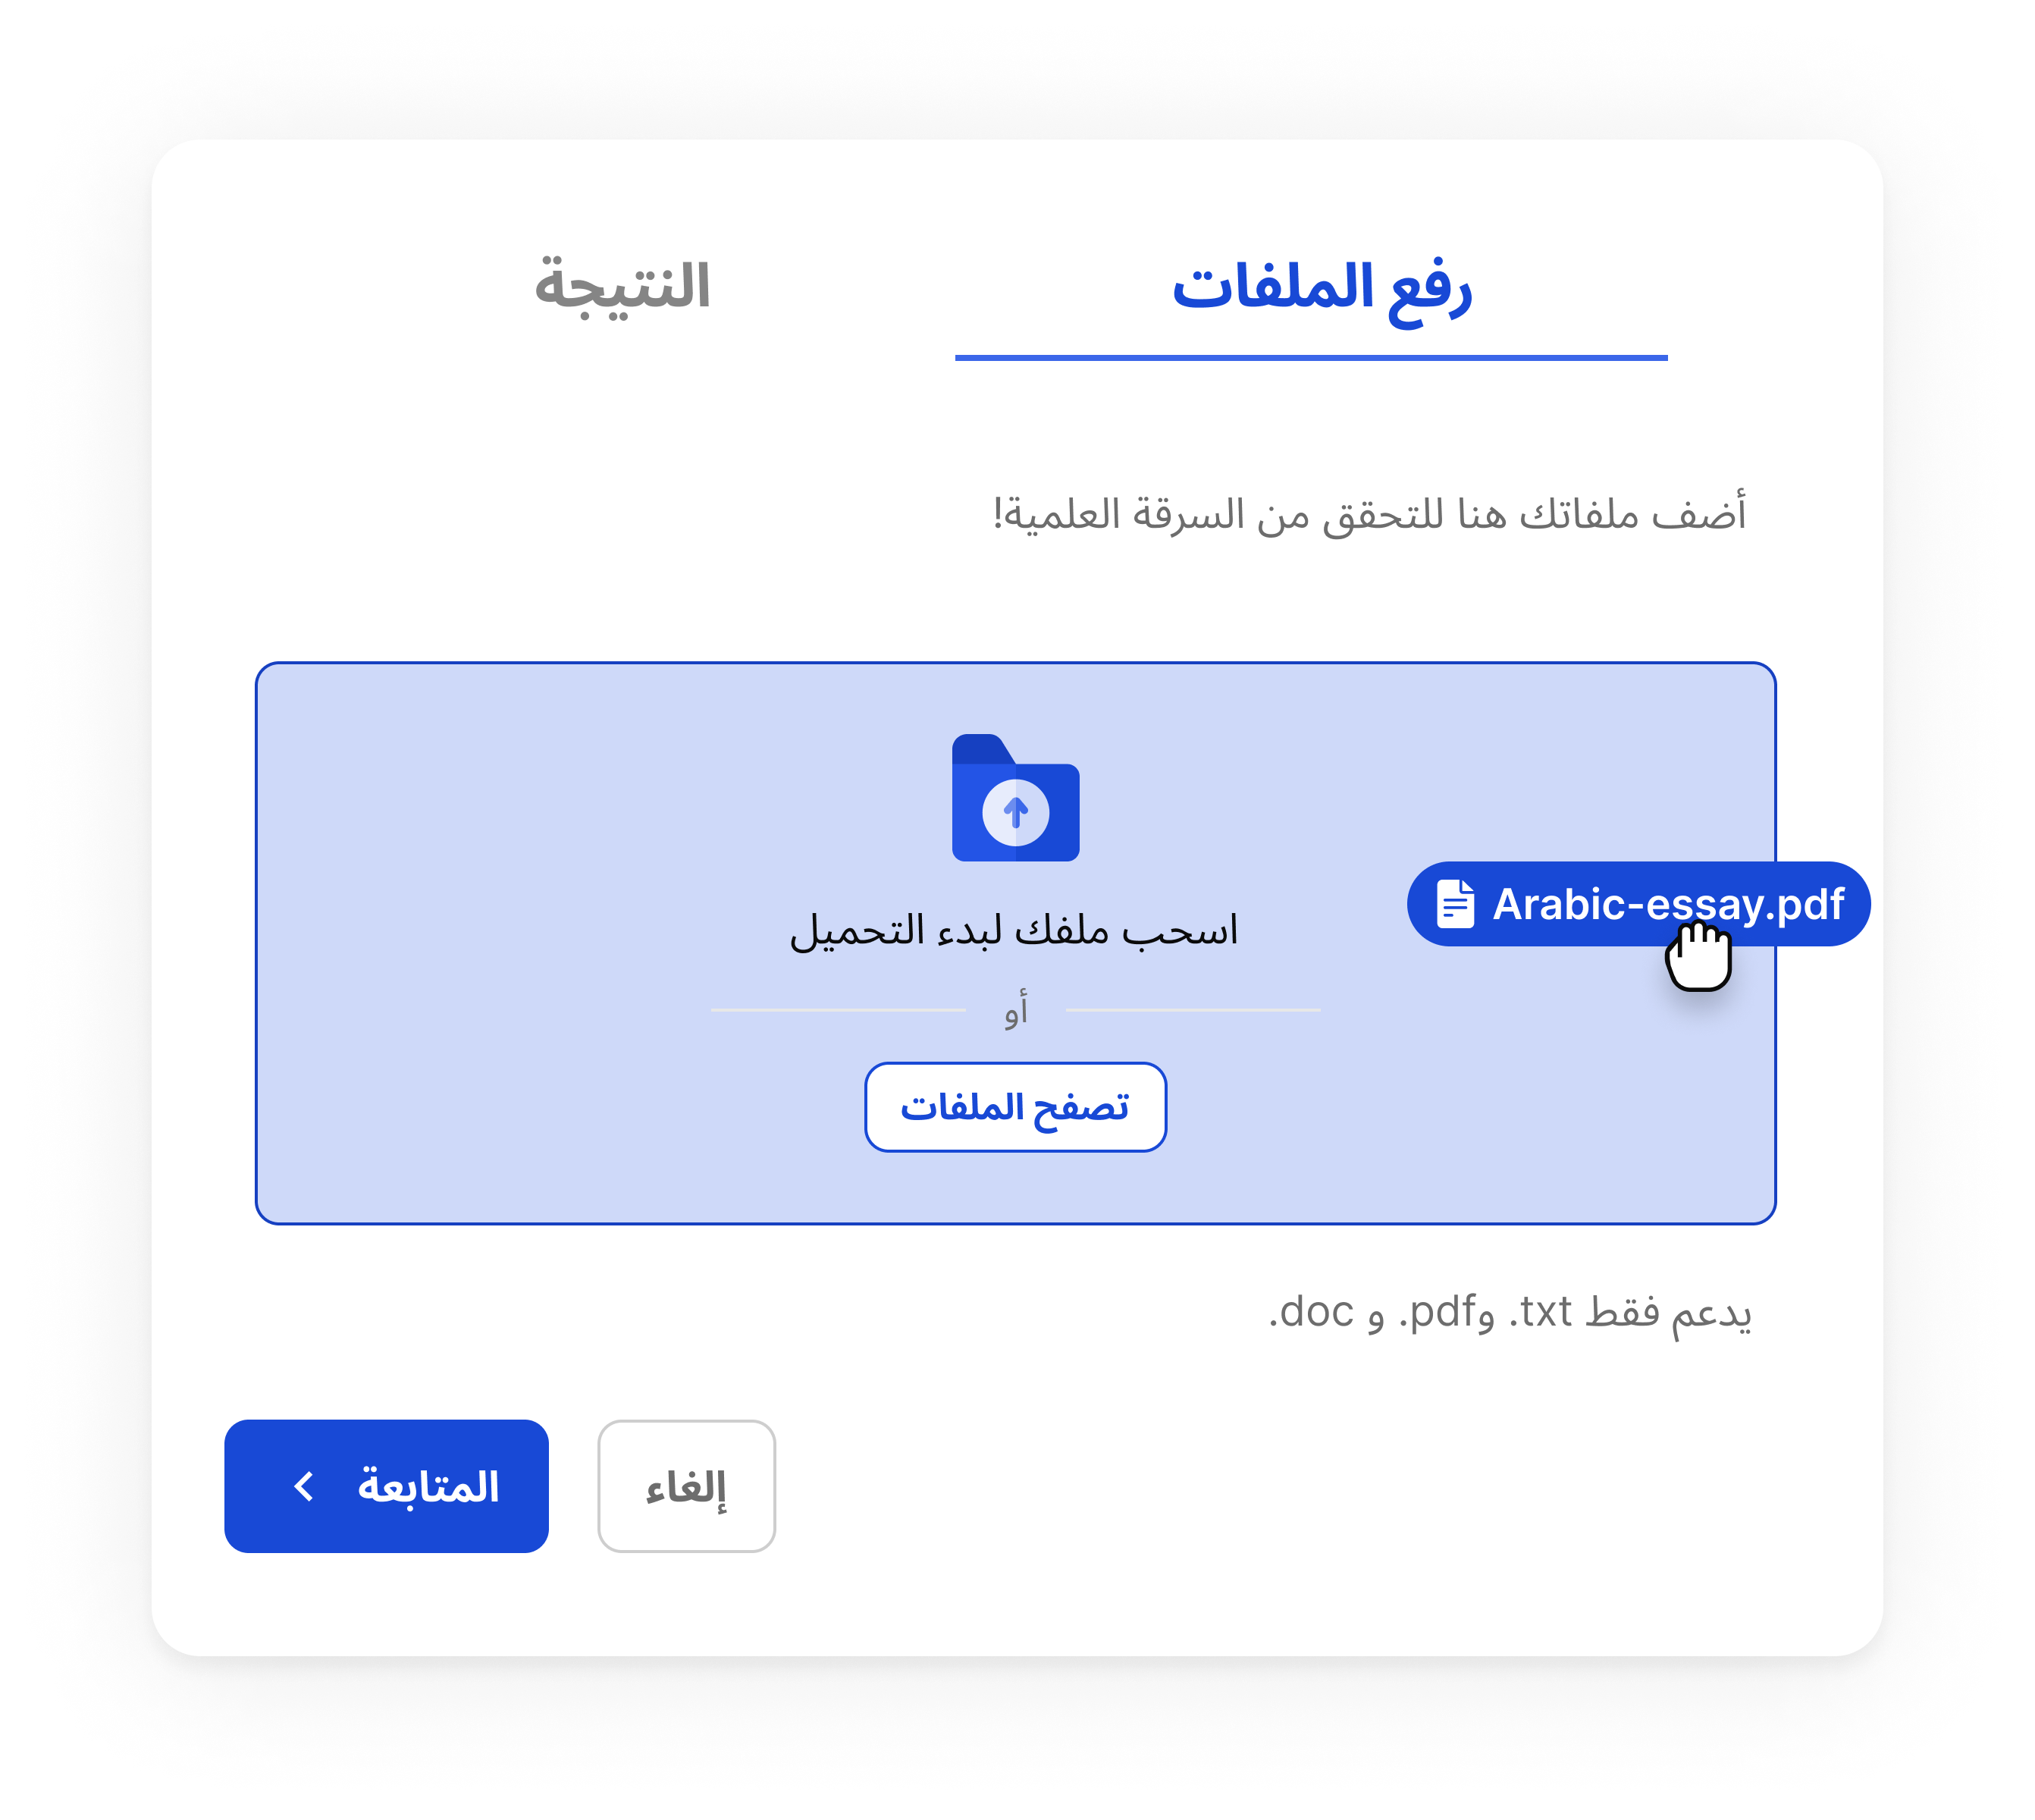 رفع الملفات
النتيجة
أضف ملفاتك هنا للتحقق من السرقة العلمية!
Arabic-essay.pdf
اسحب ملفك لبدء التحميل
أو
تصفح الملفات
يدعم فقط txt. وpdf. و doc.
إلغاء
المتابعة